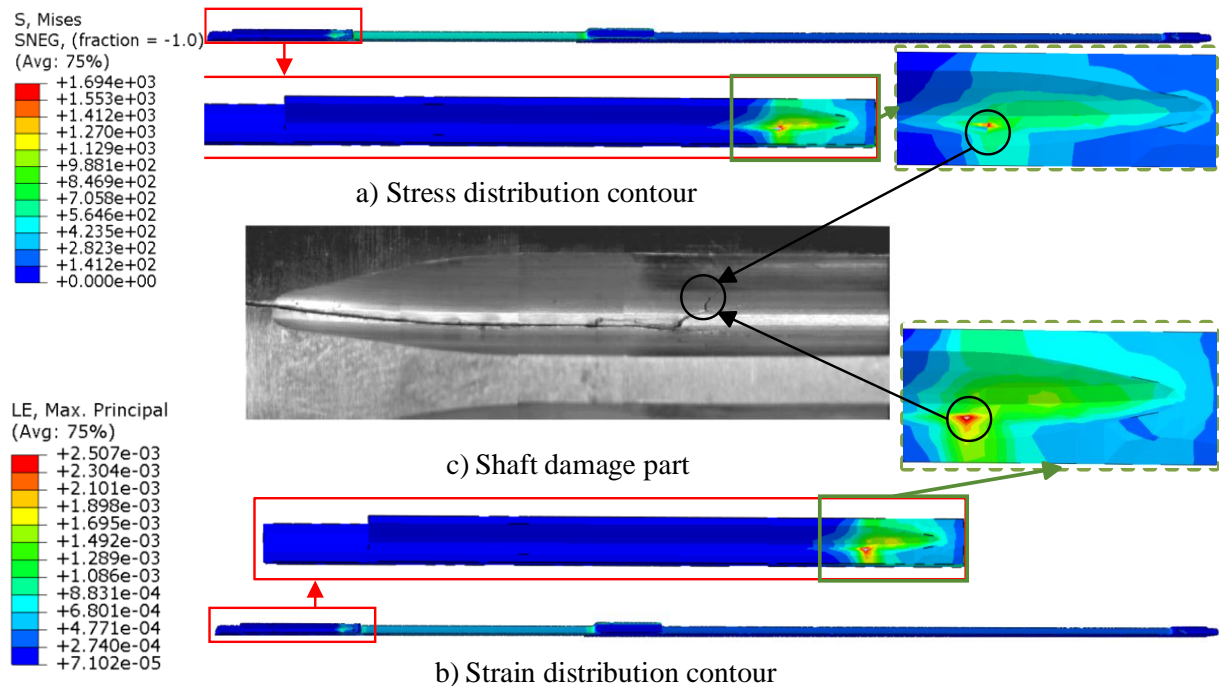 S, Mises
SNEG, (fraction = -1.0)
(Avg: 75%)
+1.694e+03
+1.553e+03
+1.412e+03
+1.270e+03
+1.129e+03
+9.881e+02
+8.469e+02
+7.058e+02
+5.646e+02
+4.235e+02
+2.823e+02
+1.412e+02
+0.000e+00
a) Stress distribution contour
c) Shaft damage part
LE, Max. Principal
(Avg: 75%)
+2.507e-03
+2.304e-03
+2.101e-03
+1.898e-03
+1.695e-03
+1.492e-03
+1.289e-03
+1.086e-03
+8.831e-04
+6.801e-04
+4.771e-04
+2.740e-04
+7.102e-05
b) Strain distribution contour